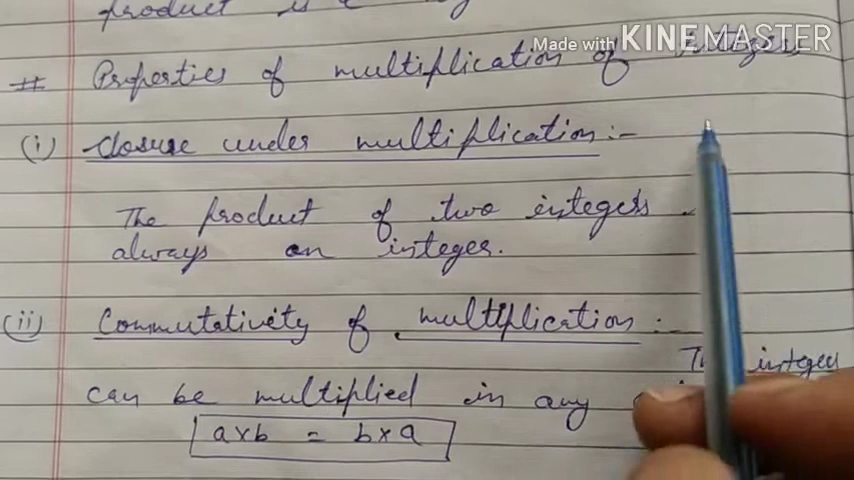 product is
Made with KINEMASTER
# Properties of multiplication of integers
(i) closure under multiplication:-
The product of two integers
always an integer.
(ii) Commutativity of multiplication :-
integer
can be multiplied in any
a×b = b×a